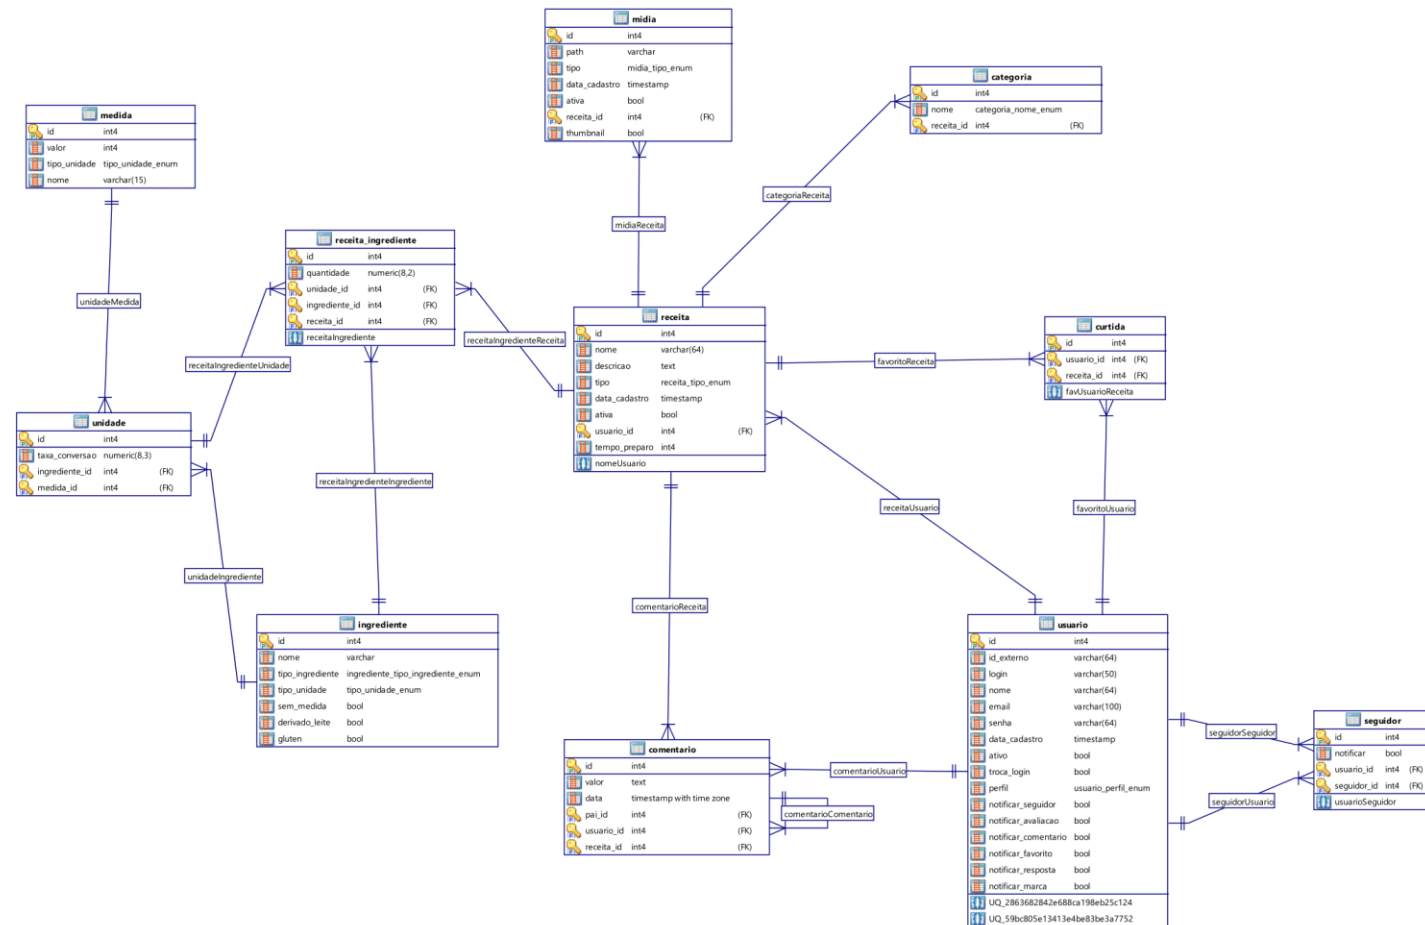 midia
id int4
path varchar
tipo midia_tipo_enum
data_cadastro timestamp
ativa bool
receita_id int4 (FK)
thumbnail bool
categoria
id int4
nome categoria_nome_enum
receita_id int4 (FK)
medida
id int4
valor int4
tipo_unidade tipo_unidade_enum
nome varchar(15)
categoriaReceita
midiaReceita
receita_ingrediente
id int4
quantidade numeric(8,2)
unidade_id int4 (FK)
ingrediente_id int4 (FK)
receita_id int4 (FK)
receitaIngrediente
unidadeMedida
receitaIngredienteReceita
receitaIngredienteUnidade
receita
id int4
nome varchar(64)
descricao text
tipo receita_tipo_enum
data_cadastro timestamp
ativa bool
usuario_id int4 (FK)
tempo_preparo int4
nomeUsuario
favoritoReceita
curtida
id int4
usuario_id int4 (FK)
receita_id int4 (FK)
favUsuarioReceita
unidade
id int4
taxa_conversao numeric(8,3)
ingrediente_id int4 (FK)
medida_id int4 (FK)
receitaIngredienteIngrediente
receitaUsuario
favoritoUsuario
unidadeIngrediente
comentarioReceita
ingrediente
id int4
nome varchar
tipo_ingrediente ingrediente_tipo_ingrediente_enum
tipo_unidade tipo_unidade_enum
sem_medida bool
derivado_leite bool
gluten bool
usuario
id int4
id_externo varchar(64)
login varchar(50)
nome varchar(64)
email varchar(100)
senha varchar(64)
data_cadastro timestamp
ativo bool
troca_login bool
perfil usuario_perfil_enum
notificar_seguidor bool
notificar_avaliacao bool
notificar_comentario bool
notificar_favorito bool
notificar_resposta bool
notificar_marca bool
UQ_2863682842e688ca198eb25c124
UQ_59bc805e13413e4be83be3a7752
seguidorSeguidor
seguidorUsuario
seguidor
id int4
notificar bool
usuario_id int4 (FK)
seguidor_id int4 (FK)
usuarioSeguidor
comentario
id int4
valor text
data timestamp with time zone
pai_id int4 (FK)
usuario_id int4 (FK)
receita_id int4 (FK)
comentarioUsuario
comentarioComentario